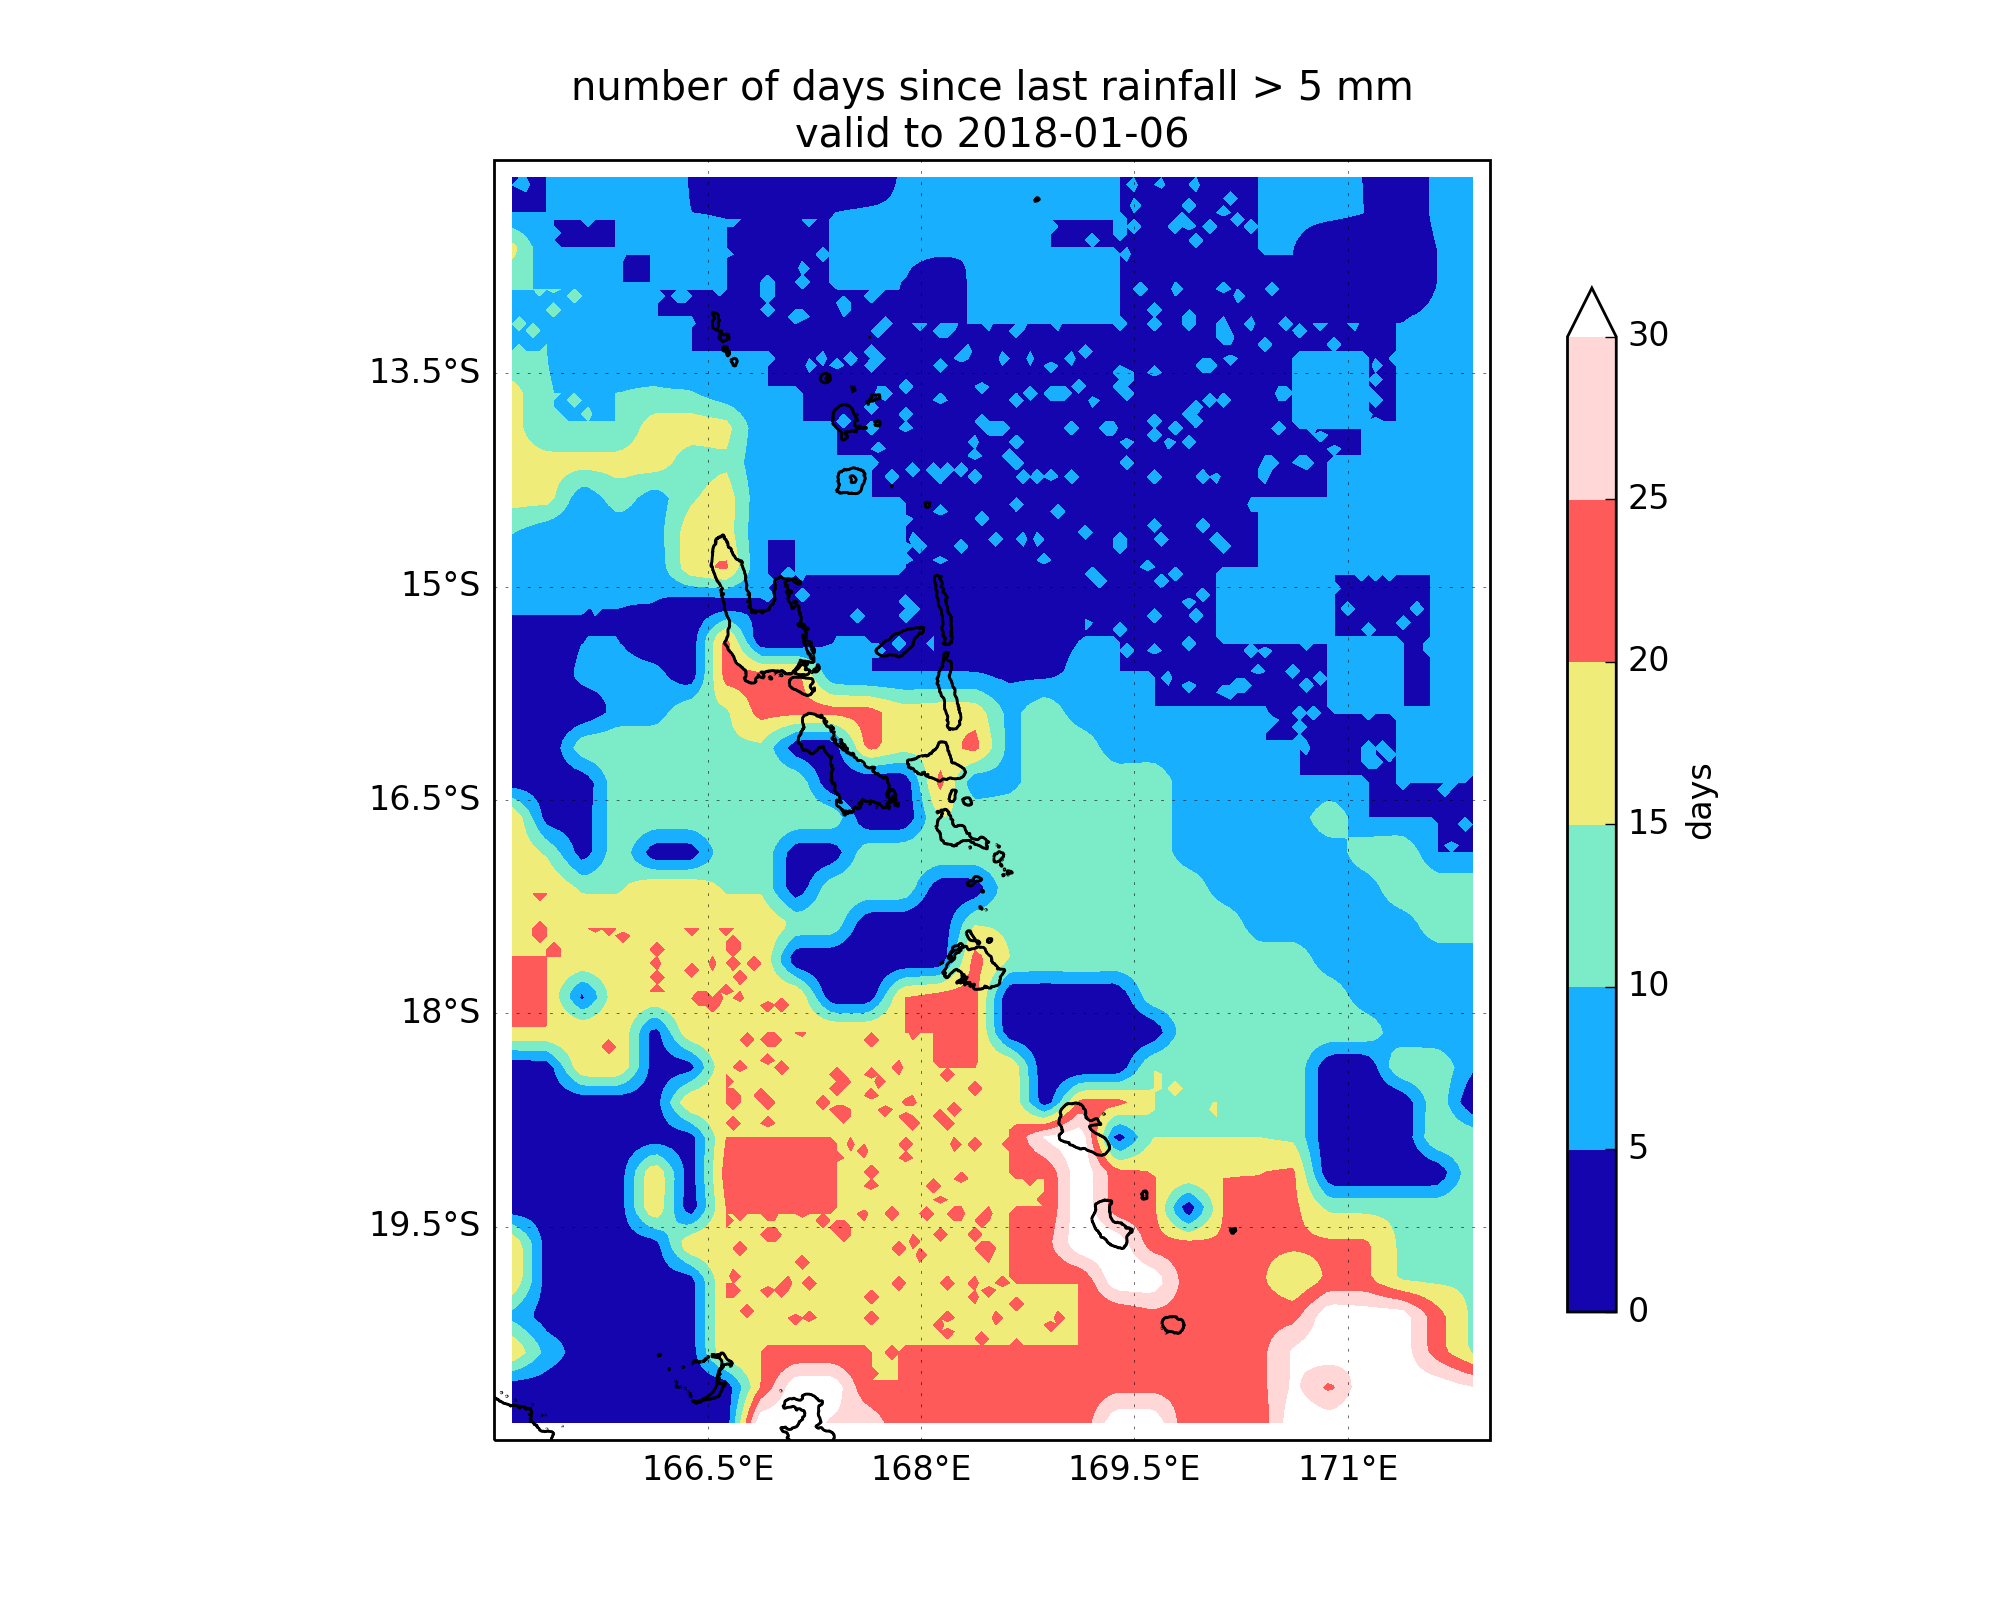 number of days since last rainfall > 5 mm
valid to 2018-01-06
13.5°S
15°S
16.5°S
18°S
19.5°S
166.5°E
168°E
169.5°E
171°E
30
25
20
15
10
5
0
days